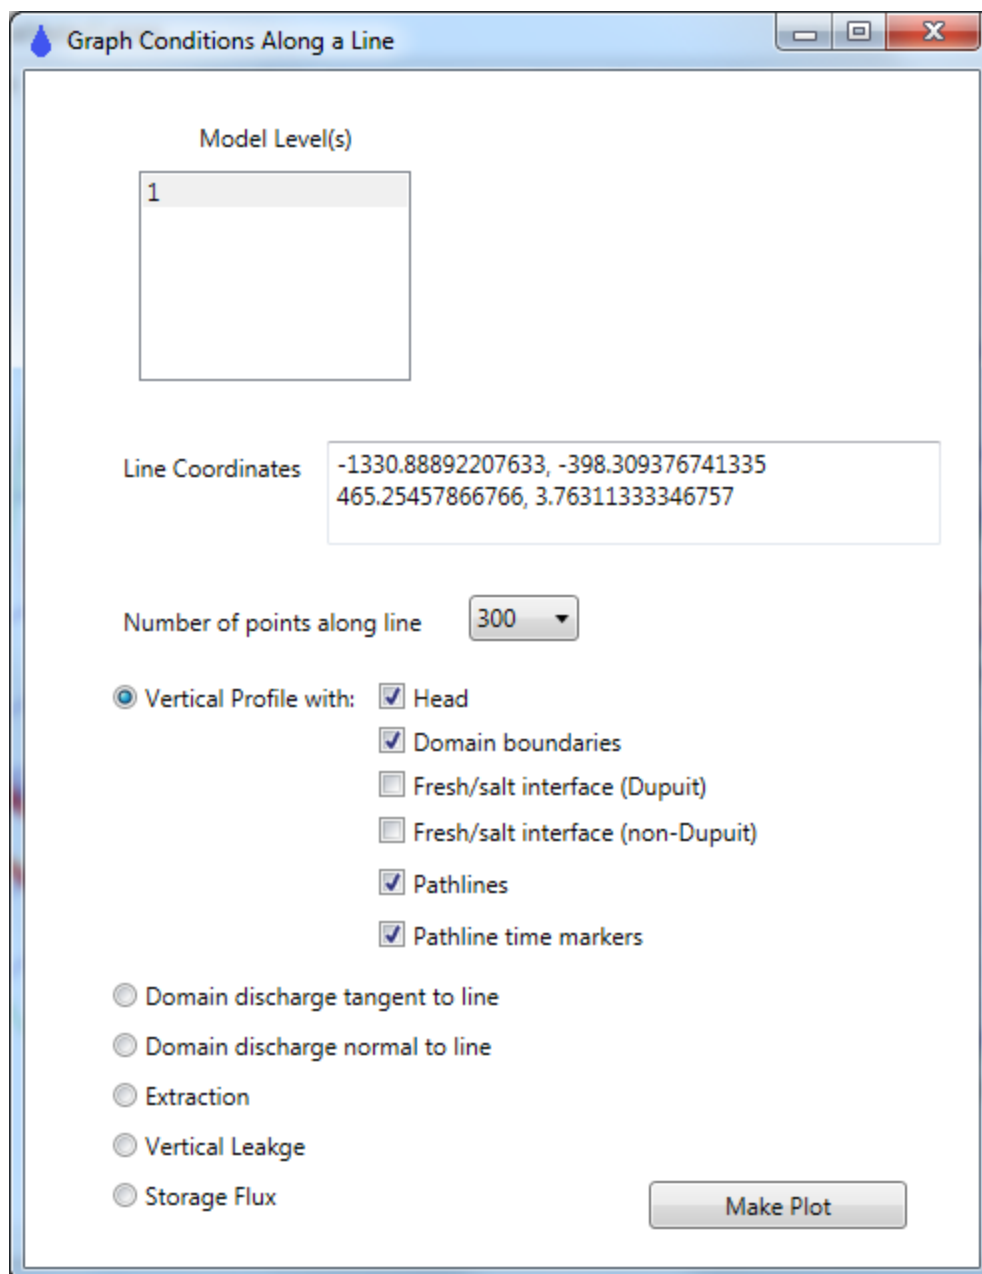 Graph Conditions Along a Line
Model Level(s)
1
Line Coordinates
-1330.88892207633, -398.309376741335
465.25457866766, 3.76311333346757
Number of points along line
300
Vertical Profile with:
Head
Domain boundaries
Fresh/salt interface (Dupuit)
Fresh/salt interface (non-Dupuit)
Pathlines
Pathline time markers
Domain discharge tangent to line
Domain discharge normal to line
Extraction
Vertical Leakge
Storage Flux
Make Plot